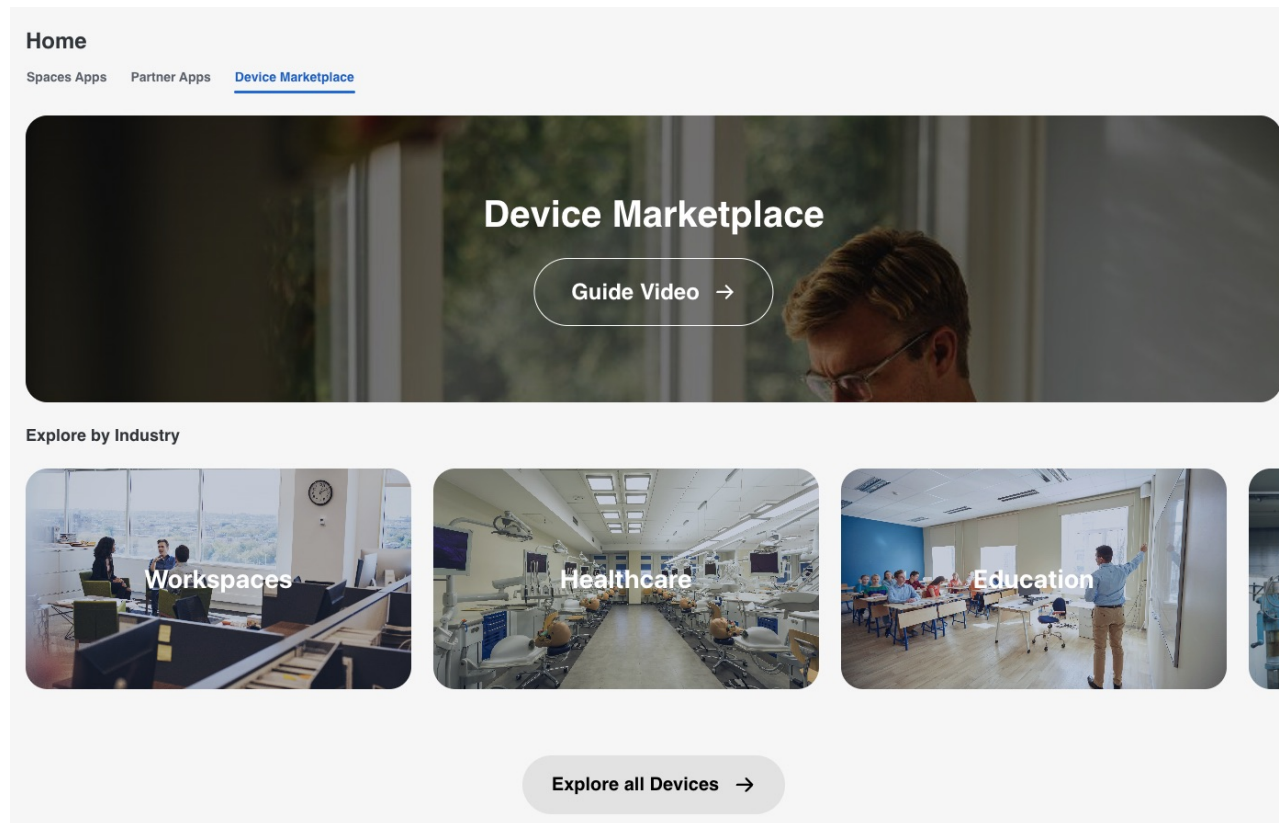 Home
Spaces Apps Partner Apps Device Marketplace
Device Marketplace
Guide Video →
Explore by Industry
Workspaces Healthcare Education
Explore all Devices →